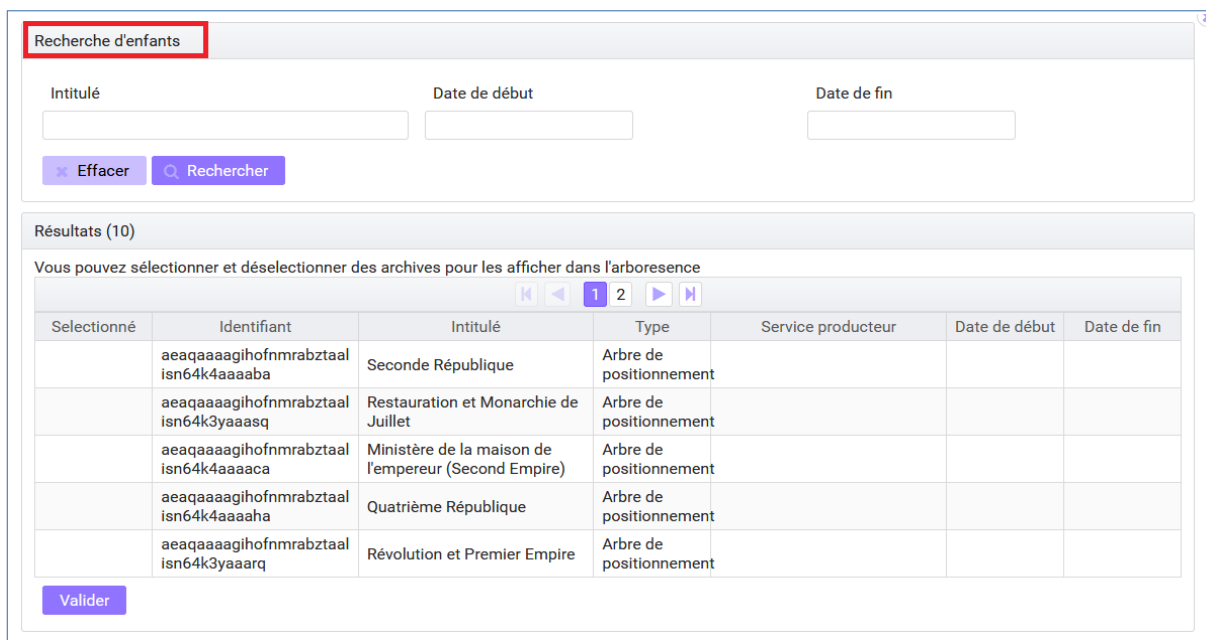 Recherche d'enfants
Intitulé Date de début Date de fin
Effacer Rechercher
Résultats (10)
Vous pouvez sélectionner et déselectionner des archives pour les afficher dans l'arboresence
1 2
Selectionné Identifiant Intitulé Type Service producteur Date de début Date de fin
aeaqaaaagihofnmrabztaal
isn64k4aaaaba
Seconde République
Arbre de
positionnement
aeaqaaaagihofnmrabztaal
isn64k3yaaasq
Restauration et Monarchie de
Juillet
Arbre de
positionnement
aeaqaaaagihofnmrabztaal
isn64k4aaaaca
Ministère de la maison de
l'empereur (Second Empire)
Arbre de
positionnement
aeaqaaaagihofnmrabztaal
isn64k4aaaaha
Quatrième République
Arbre de
positionnement
aeaqaaaagihofnmrabztaal
isn64k3yaaarq
Révolution et Premier Empire
Arbre de
positionnement
Valider